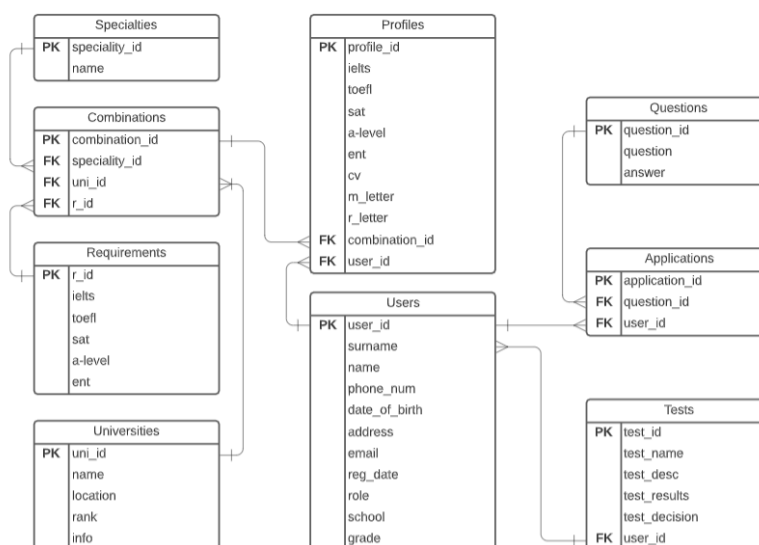 Specialties
PK speciality_id
name
Combinations
PK combination_id
FK speciality_id
FK uni_id
FK r_id
Requirements
PK r_id
ielts
toefl
sat
a-level
ent
Universities
PK uni_id
name
location
rank
info
Profiles
PK profile_id
ielts
toefl
sat
a-level
ent
cv
m_letter
r_letter
FK combination_id
FK user_id
Users
PK user_id
surname
name
phone_num
date_of_birth
address
email
reg_date
role
school
grade
Questions
PK question_id
question
answer
Applications
PK application_id
FK question_id
FK user_id
Tests
PK test_id
test_name
test_desc
test_results
test_decision
FK user_id